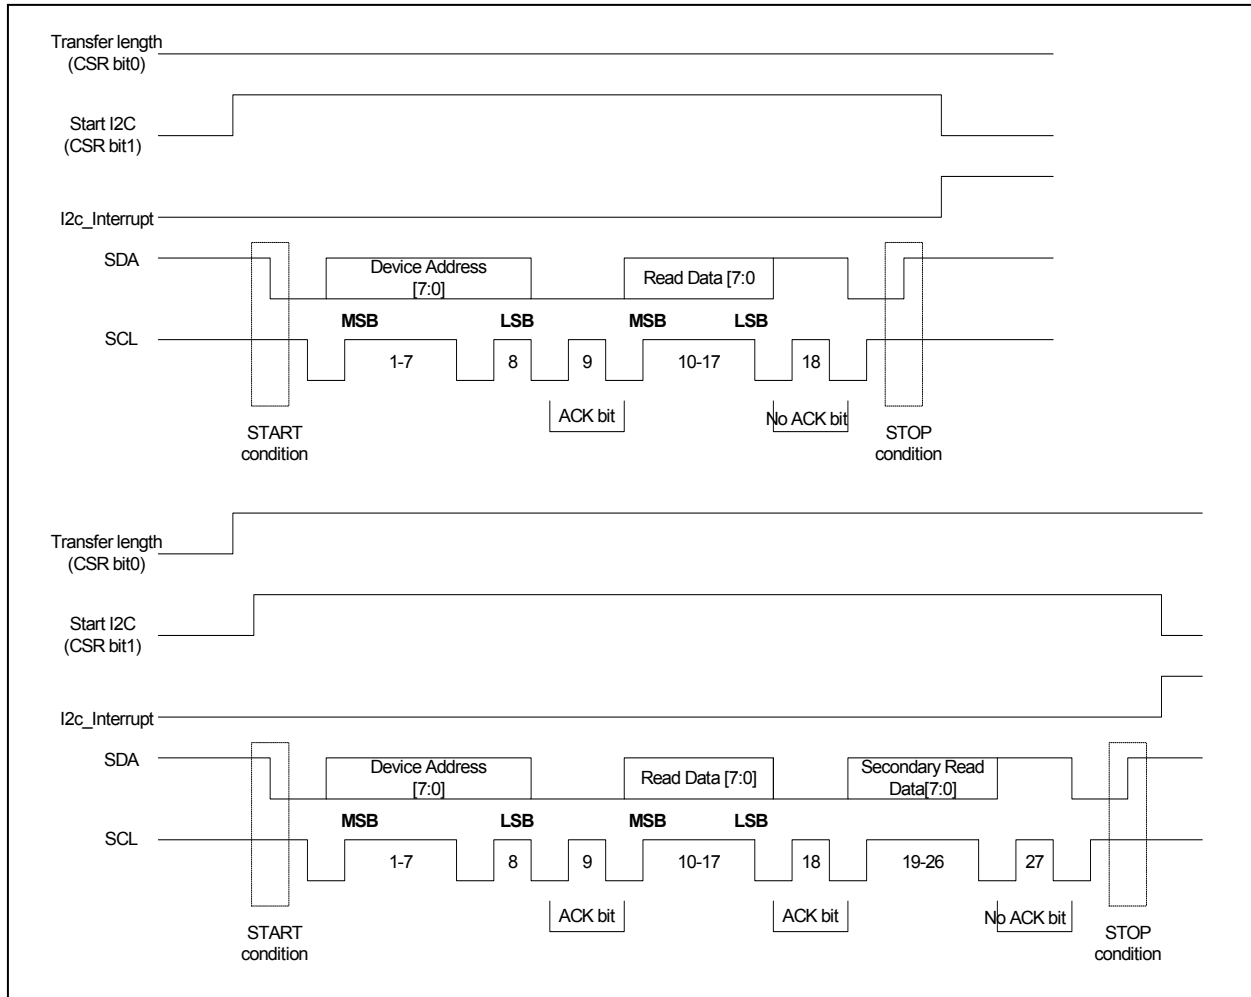 Transfer length
(CSR bit0)
Start I2C
(CSR bit1)
I2c_Interrupt
SDA
Device Address
[7:0]
Read Data [7:0
MSB LSB MSB LSB
SCL
1-7 8 9 10-17 18
ACK bit No ACK bit
START
condition
STOP
condition
Transfer length
(CSR bit0)
Start I2C
(CSR bit1)
I2c_Interrupt
SDA
Device Address
[7:0]
Read Data [7:0]
Secondary Read
Data[7:0]
MSB LSB MSB LSB
SCL
1-7 8 9 10-17 18 19-26 27
ACK bit ACK bit No ACK bit
START
condition
STOP
condition